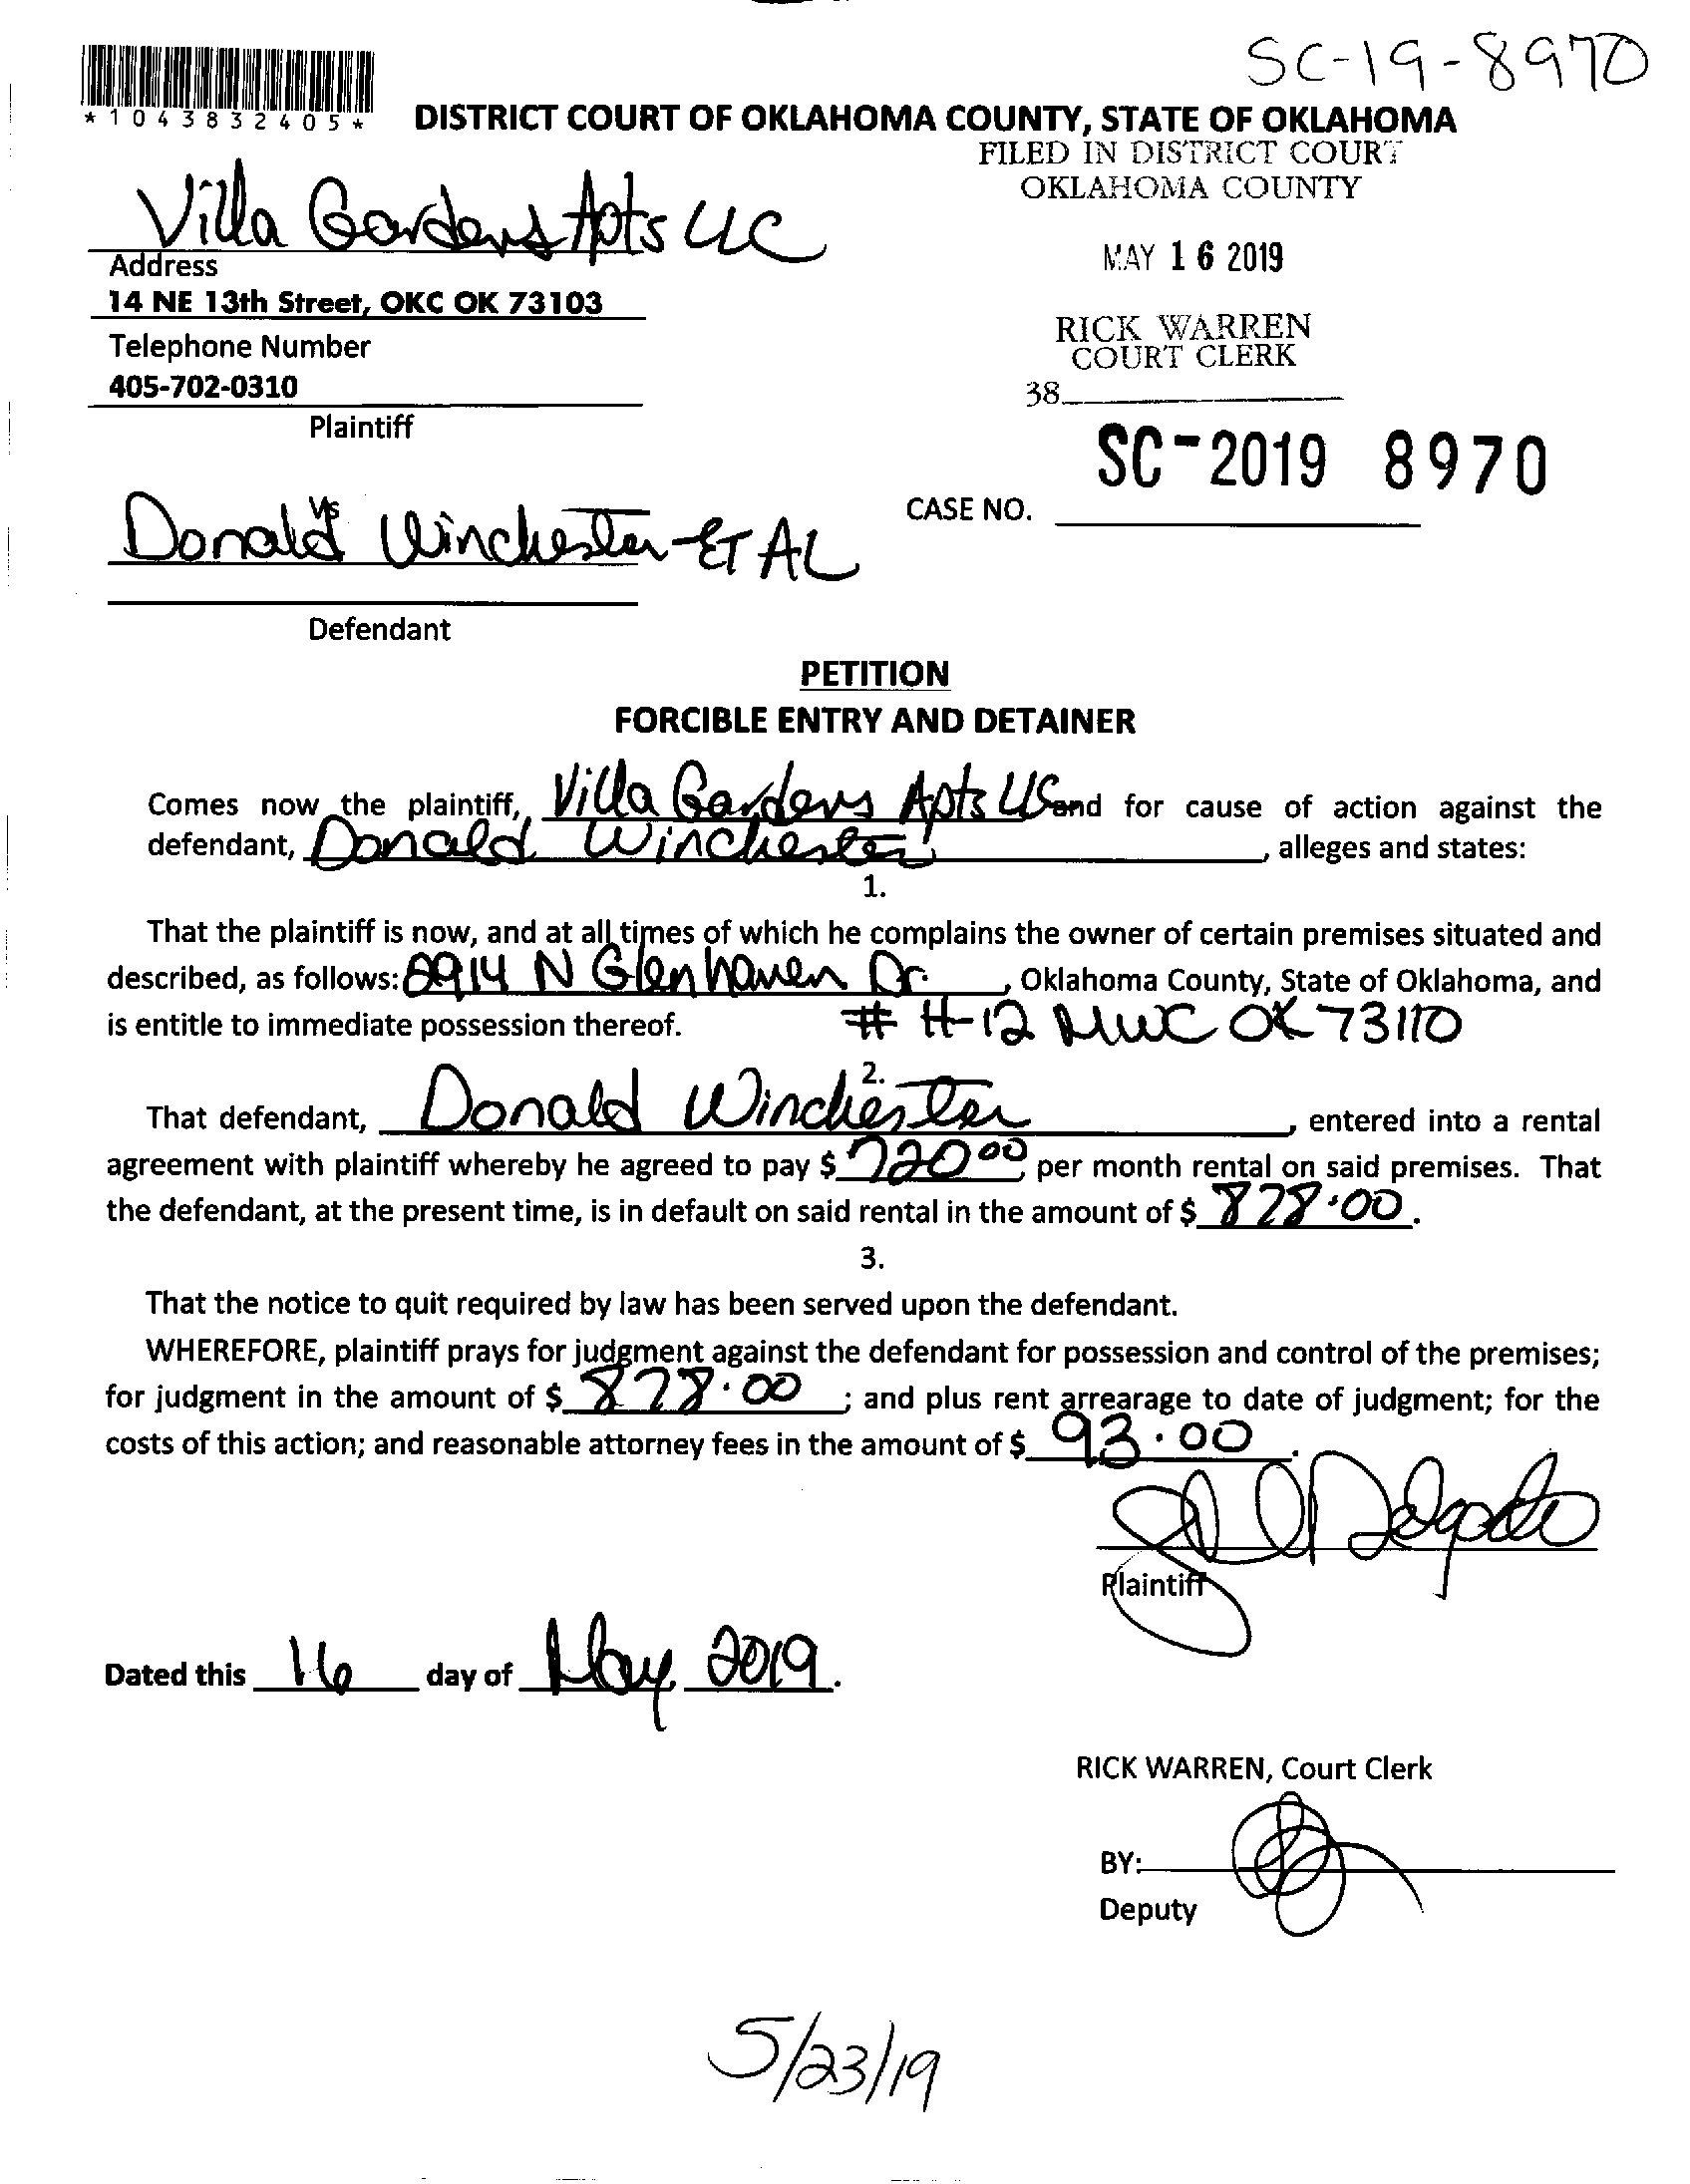 SC-19-8970
*1043832405*
DISTRICT COURT OF OKLAHOMA COUNTY, STATE OF OKLAHOMA
FILED IN DISTRICT COURT
OKLAHOMA COUNTY
Villa Gardens Apts LLC
Address
MAY 16 2019
14 NE 13th Street, OKC OK 73103
RICK WARREN
COURT CLERK
Telephone Number
405-702-0310
38
Plaintiff
SC-2019 8970
CASE NO.
vs
Donald Winchester ET AL
Defendant
PETITION
FORCIBLE ENTRY AND DETAINER
Comes now the plaintiff, Villa Gardens Apts LLC and for cause of action against the
defendant, Donald Winchester, alleges and states:
1.
That the plaintiff is now, and at all times of which he complains the owner of certain premises situated and
described, as follows: N Glenhaven Dr., Oklahoma County, State of Oklahoma, and
is entitle to immediate possession thereof. # H-12 MWC OK 73110
2.
That defendant, Donald Winchester, entered into a rental
agreement with plaintiff whereby he agreed to pay $ 720.00 per month rental on said premises. That
the defendant, at the present time, is in default on said rental in the amount of $ 828.00.
3.
That the notice to quit required by law has been served upon the defendant.
WHEREFORE, plaintiff prays for judgment against the defendant for possession and control of the premises;
for judgment in the amount of $ 828.00; and plus rent arrearage to date of judgment; for the
costs of this action; and reasonable attorney fees in the amount of $ 93.00.
Delgado
Plaintiff
Dated this 16 day of May 2019.
RICK WARREN, Court Clerk
BY:
Deputy
5/23/19